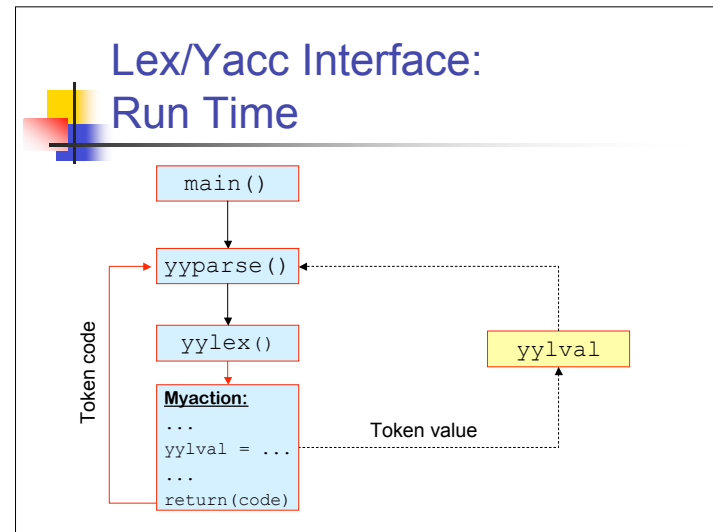 Lex/Yacc Interface:
Run Time
main()
yyparse()
yylex()
yylval
Token code
Myaction:
...
yylval = ...
...
return(code)
Token value